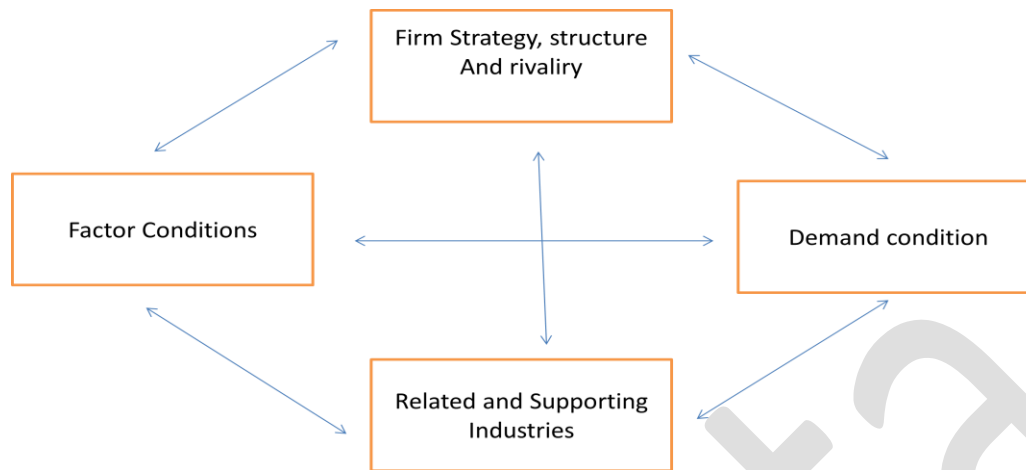 Firm Strategy, structure
And rivaliry
Factor Conditions
Demand condition
Related and Supporting
Industries